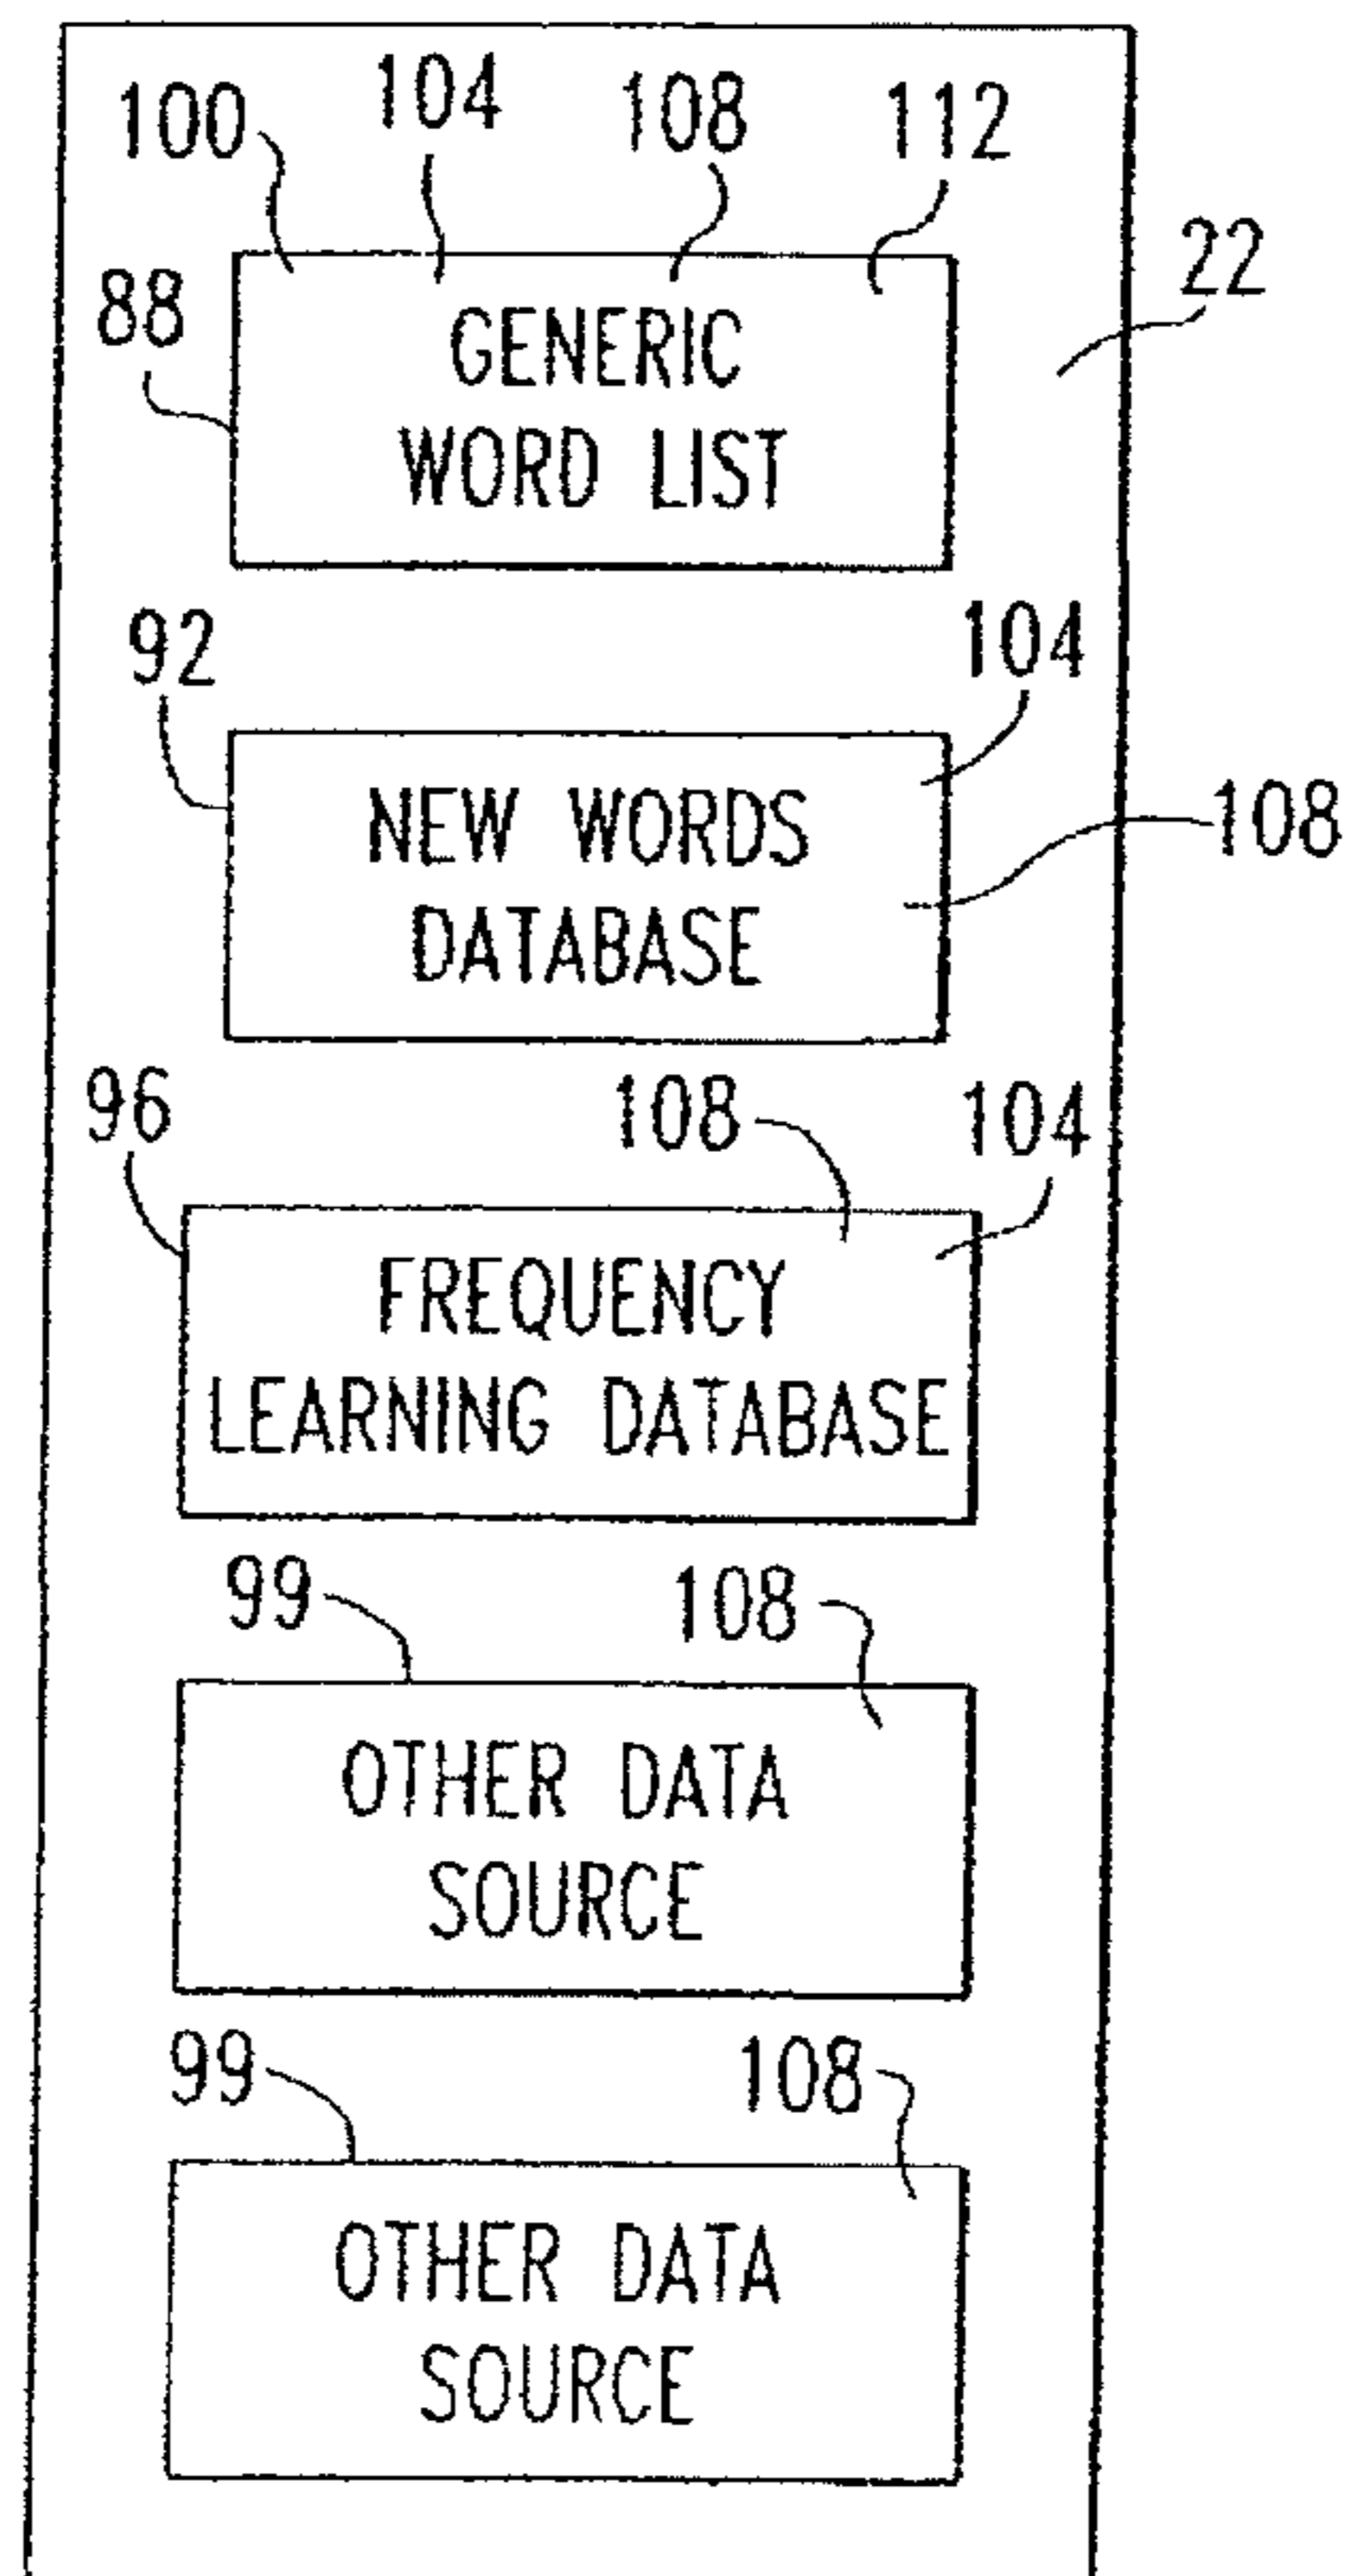 100 104 108 112
88
22
GENERIC
WORD LIST
92 104
NEW WORDS
108
DATABASE
96 108 104
FREQUENCY
LEARNING DATABASE
99 108
OTHER DATA
SOURCE
99 108
OTHER DATA
SOURCE